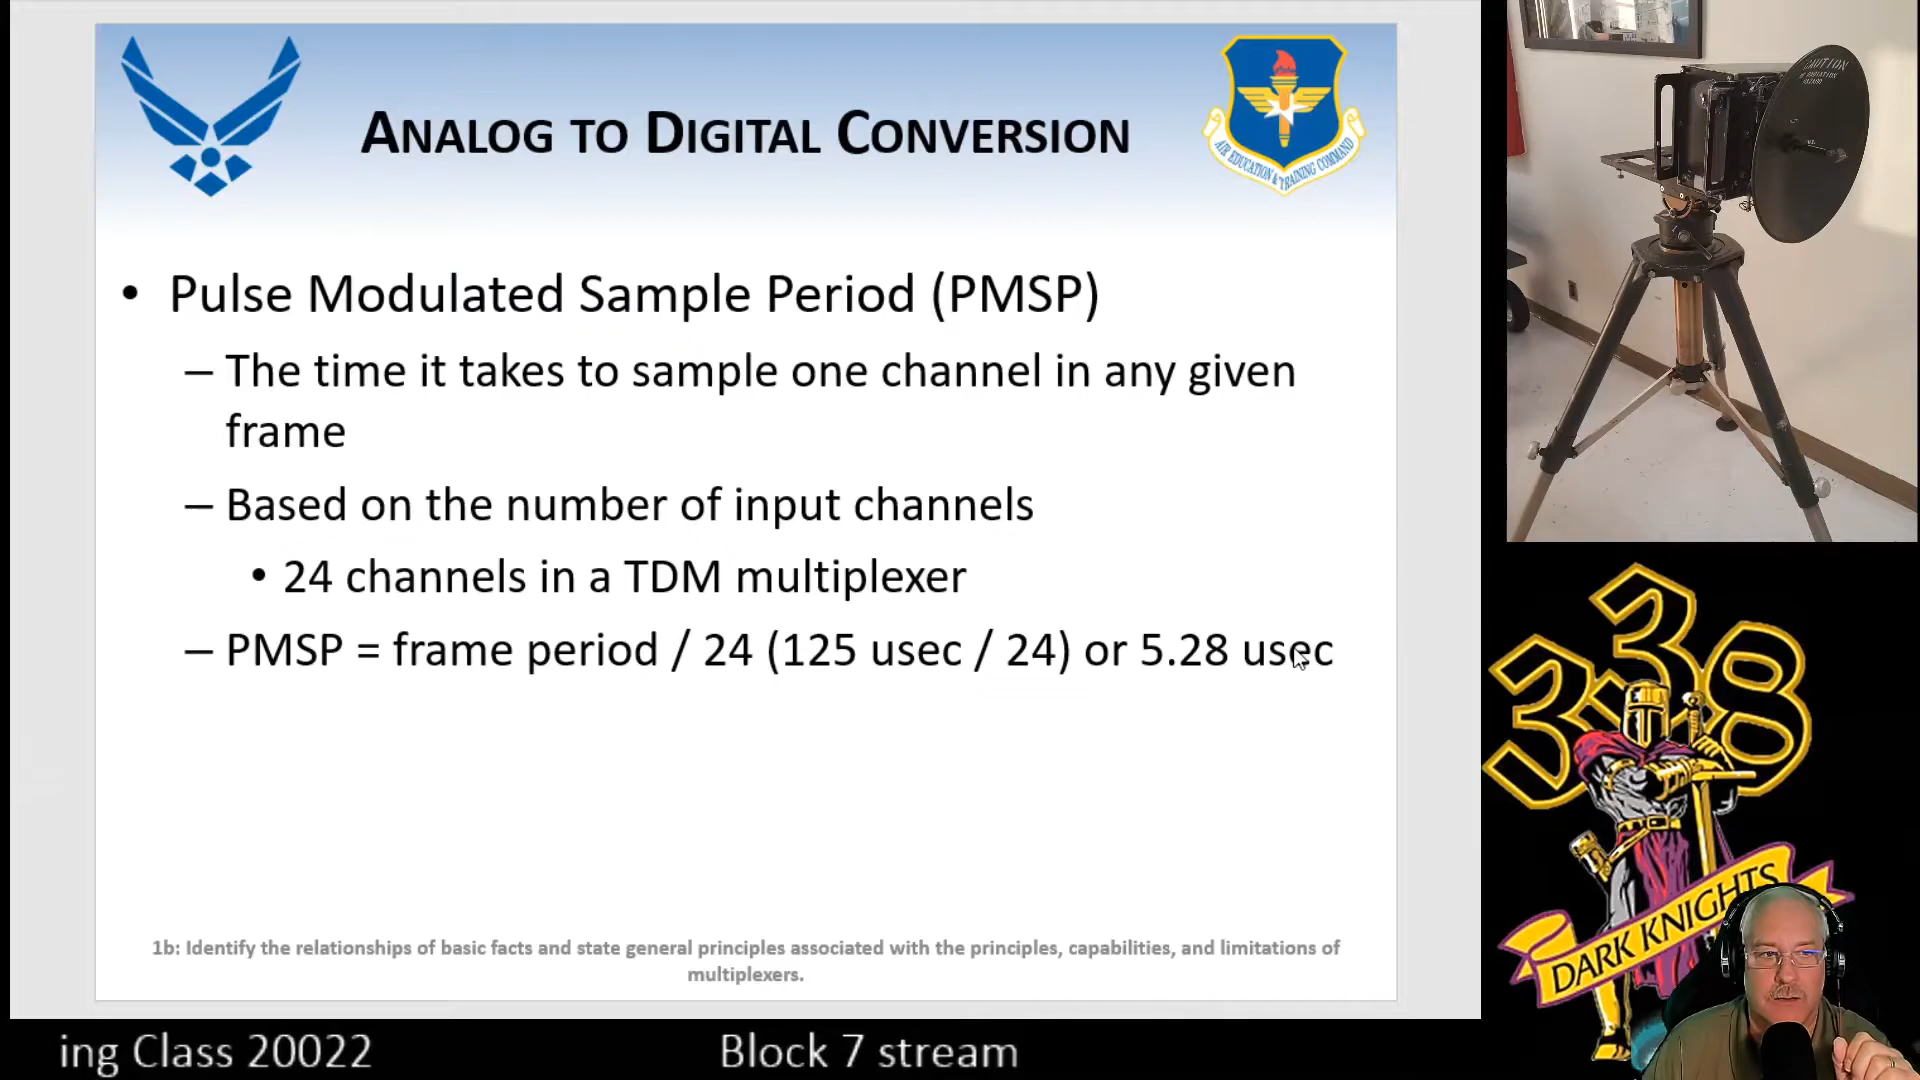 ANALOG TO DIGITAL CONVERSION
AIR EDUCATION & TRAINING COMMAND
• Pulse Modulated Sample Period (PMSP)
– The time it takes to sample one channel in any given
frame
– Based on the number of input channels
• 24 channels in a TDM multiplexer
– PMSP = frame period / 24 (125 usec / 24) or 5.28 usec
1b: Identify the relationships of basic facts and state general principles associated with the principles, capabilities, and limitations of
multiplexers.
CAUTION
338
DARK KNIGHTS
ing Class 20022
Block 7 stream